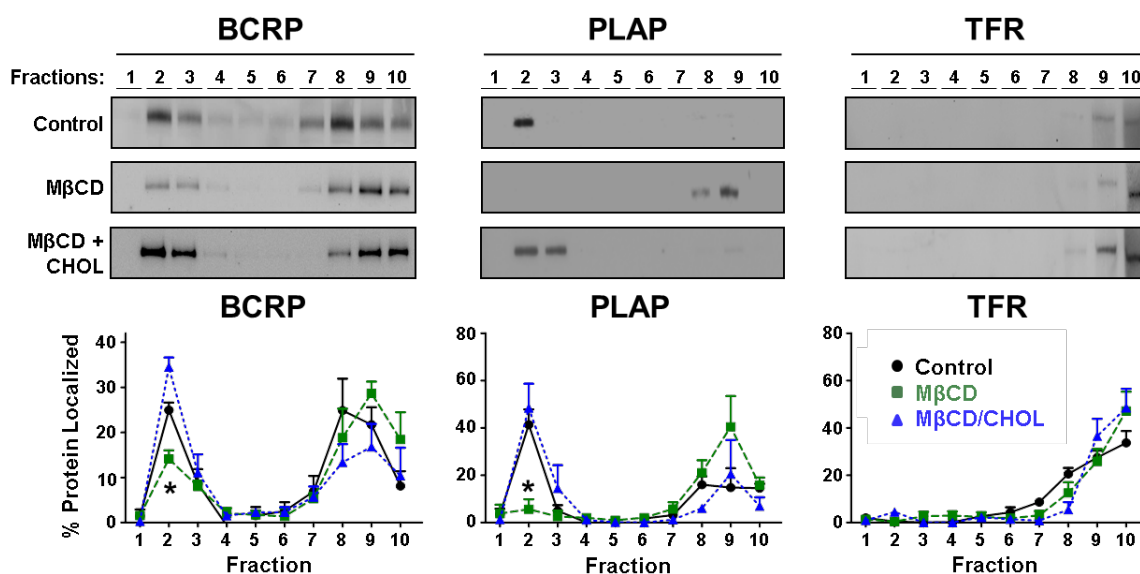 BCRP PLAP TFR
Fractions: 1 2 3 4 5 6 7 8 9 10 1 2 3 4 5 6 7 8 9 10 1 2 3 4 5 6 7 8 9 10
Control
MβCD
MβCD +
CHOL
BCRP PLAP TFR
% Protein Localized
40
30
20
10
0
*
1 2 3 4 5 6 7 8 9 10
Fraction
80
60
40
20
0
*
1 2 3 4 5 6 7 8 9 10
Fraction
80
60
40
20
0
Control
MβCD
MβCD/CHOL
1 2 3 4 5 6 7 8 9 10
Fraction